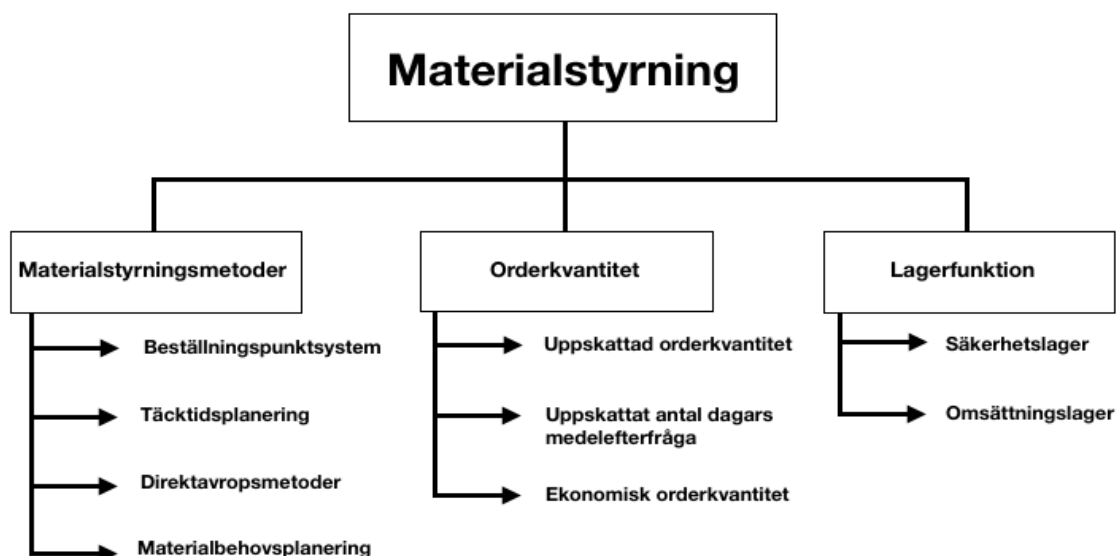 Materialstyrning
Materialstyrningsmetoder
Beställningspunktsystem
Täcktidsplanering
Direktavropsmetoder
Materialbehovsplanering
Orderkvantitet
Uppskattad orderkvantitet
Uppskattat antal dagars
medelefterfråga
Ekonomisk orderkvantitet
Lagerfunktion
Säkerhetslager
Omsättningslager